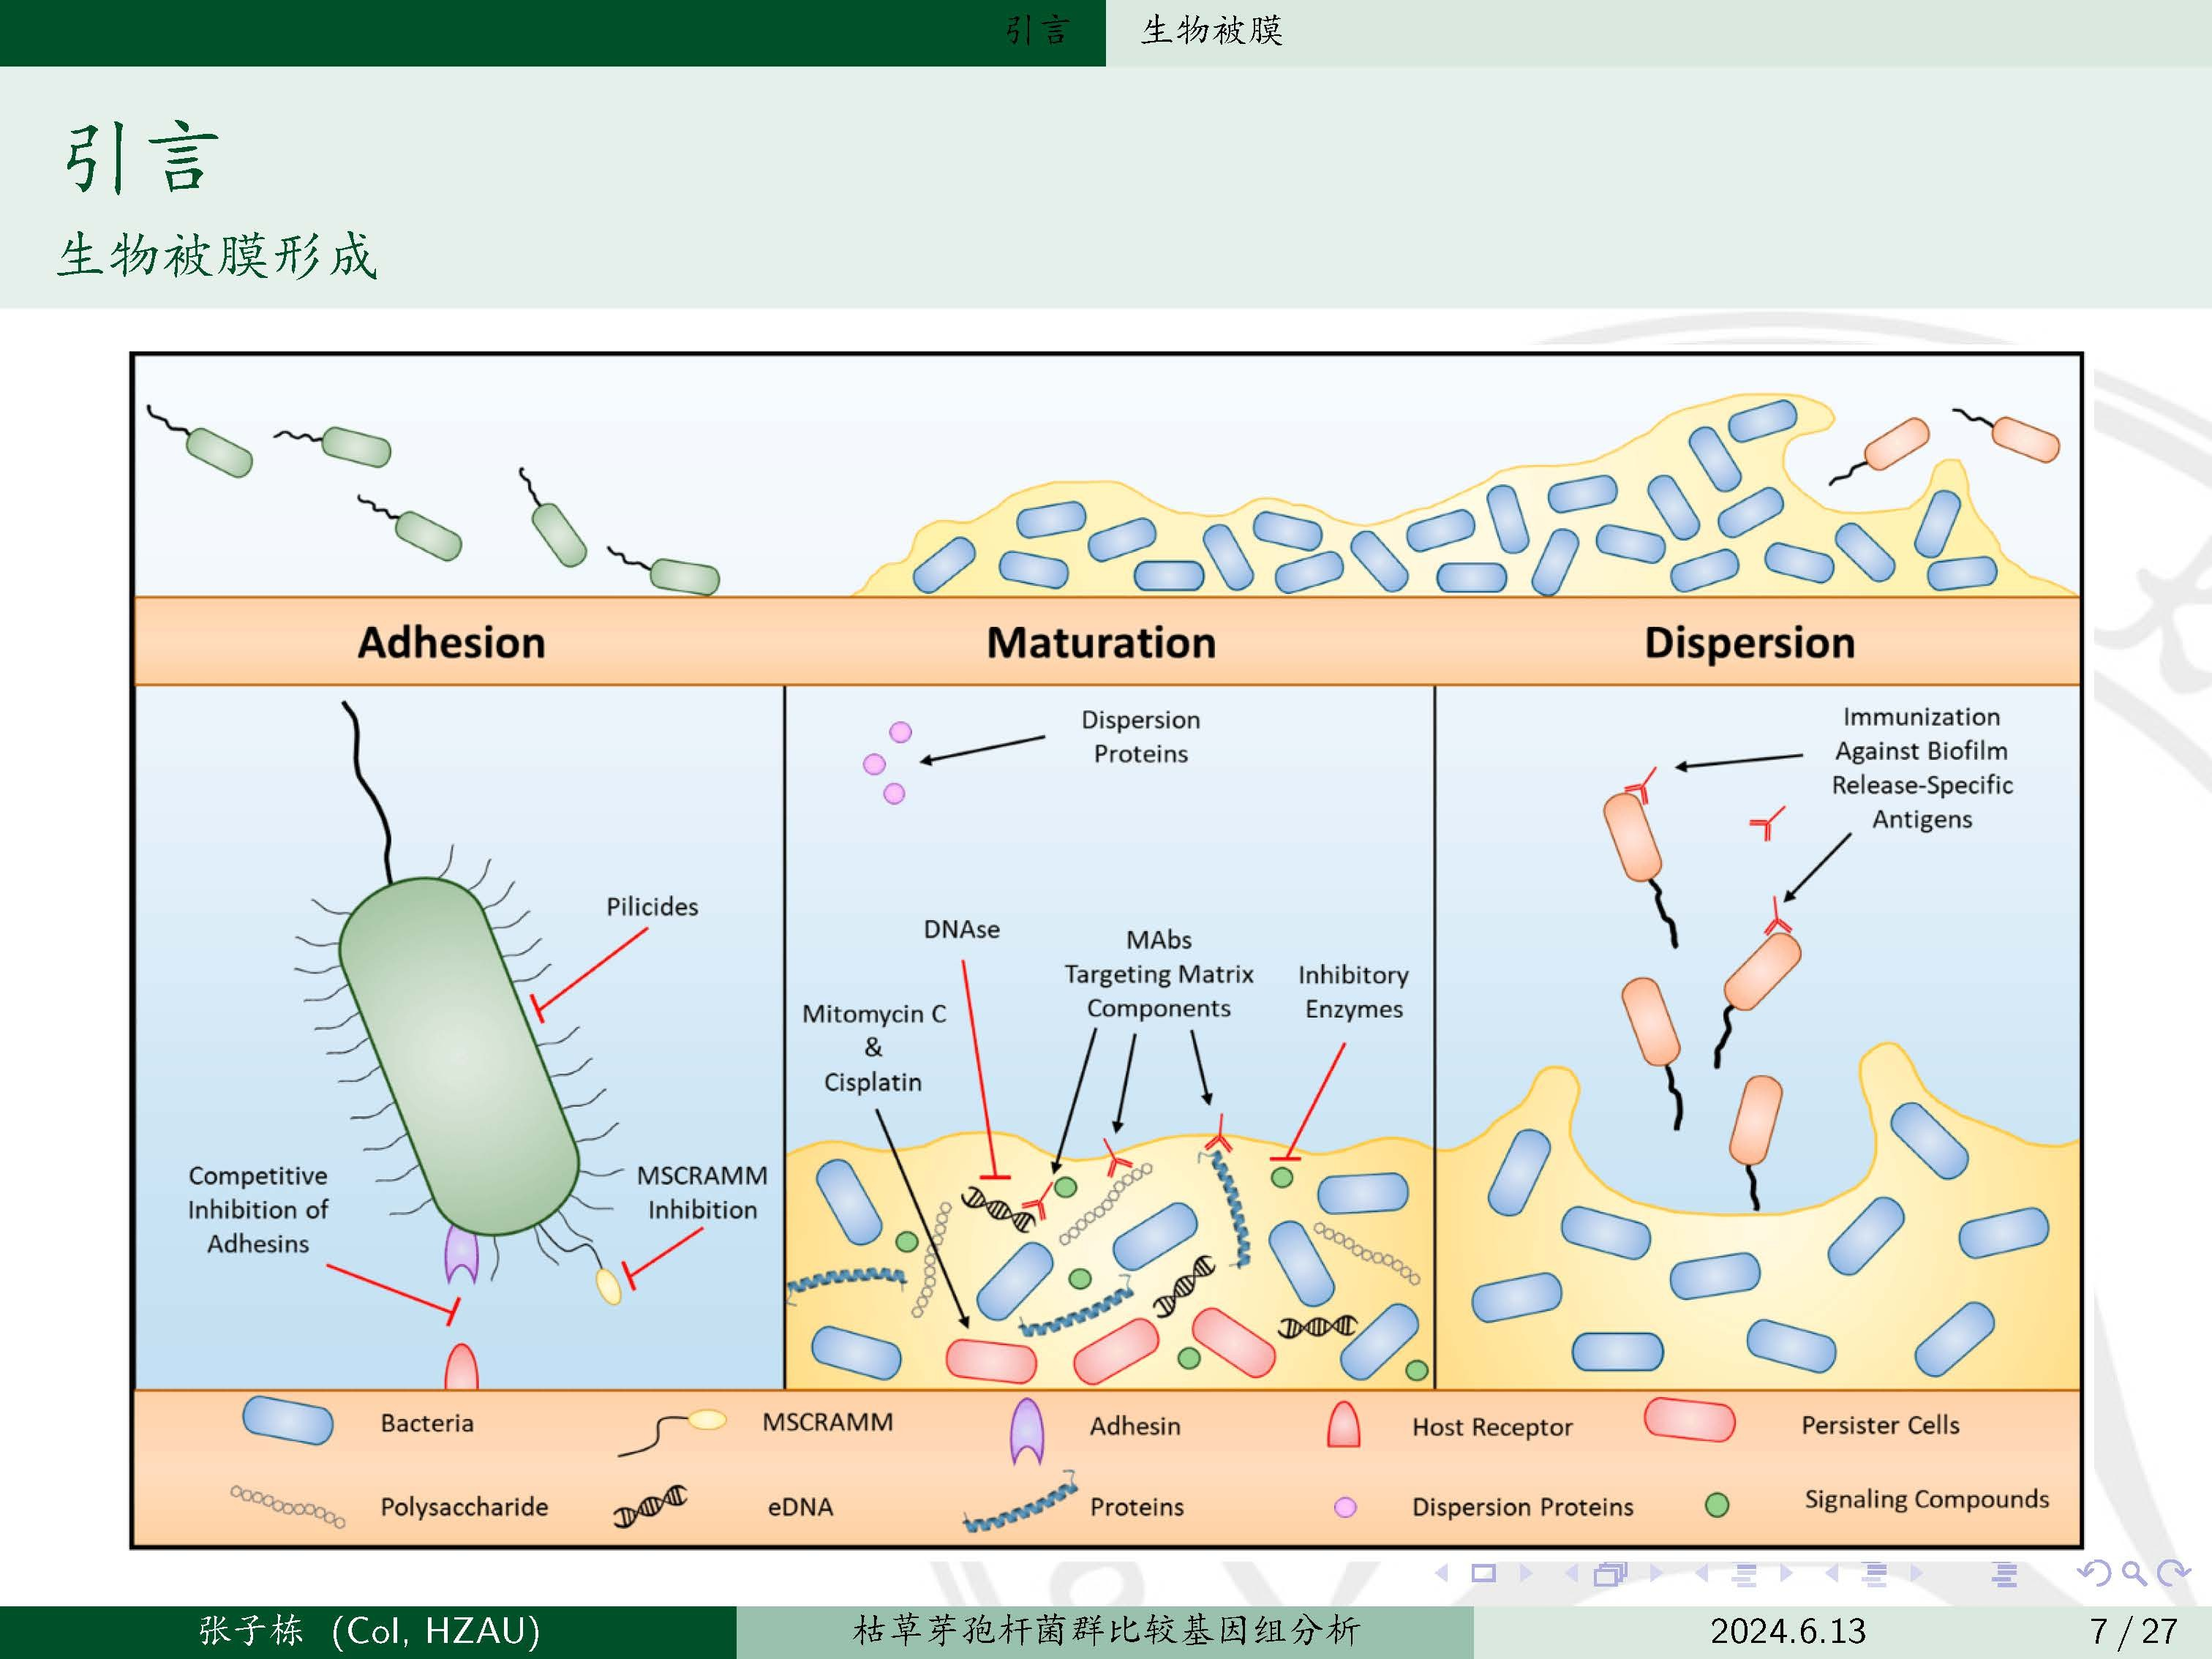 引言 生物被膜
引言
生物被膜形成
Adhesion Maturation Dispersion
Pilicides
Competitive
Inhibition of
Adhesins
MSCRAMM
Inhibition
Dispersion
Proteins
DNAse
Mitomycin C
&
Cisplatin
MAbs
Targeting Matrix
Components
Inhibitory
Enzymes
Immunization
Against Biofilm
Release-Specific
Antigens
Bacteria MSCRAMM Adhesin Host Receptor Persister Cells
Polysaccharide eDNA Proteins Dispersion Proteins Signaling Compounds
张子栋 (CoI, HZAU) 枯草芽孢杆菌群比较基因组分析 2024.6.13 7 / 27